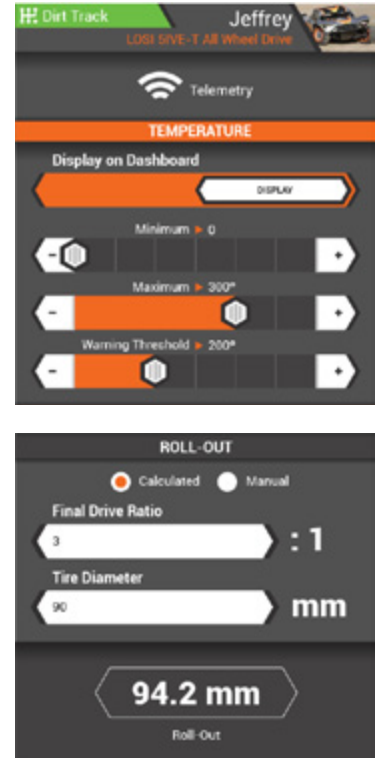 Dirt Track
Jeffrey
LOSI 5IVE-T All Wheel Drive
Telemetry
TEMPERATURE
Display on Dashboard
DISPLAY
Minimum ▶ 0
- +
Maximum ▶ 300°
- +
Warning Threshold ▶ 200°
- +
ROLL-OUT
Calculated Manual
Final Drive Ratio
3 : 1
Tire Diameter
90 mm
94.2 mm
Roll-Out